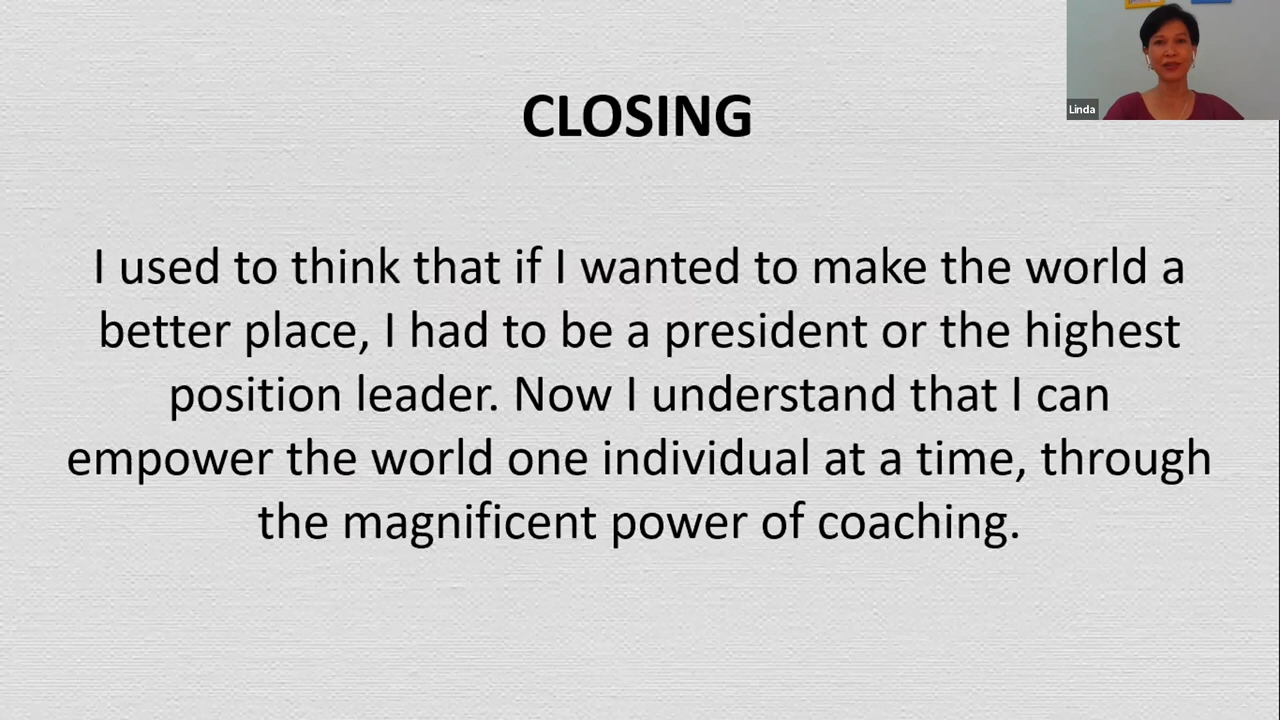 CLOSING
Linda
I used to think that if I wanted to make the world a
better place, I had to be a president or the highest
position leader. Now I understand that I can
empower the world one individual at a time, through
the magnificent power of coaching.